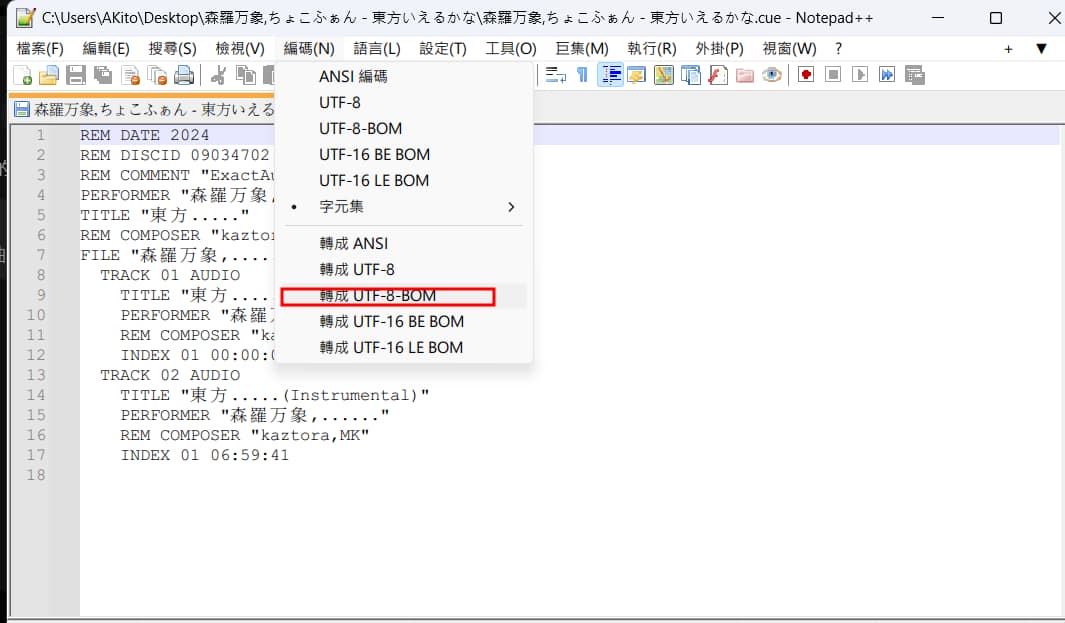 C:\Users\AKito\Desktop\森羅万象,ちょこふぁん - 東方いえるかな\森羅万象,ちょこふぁん - 東方いえるかな.cue - Notepad++
檔案(F) 編輯(E) 搜尋(S) 檢視(V) 編碼(N) 語言(L) 設定(T) 工具(O) 巨集(M) 執行(R) 外掛(P) 視窗(W) ? + ▼
森羅万象,ちょこふぁん - 東方いえる
ANSI 編碼
UTF-8
UTF-8-BOM
UTF-16 BE BOM
UTF-16 LE BOM
• 字元集
轉成 ANSI
轉成 UTF-8
轉成 UTF-8-BOM
轉成 UTF-16 BE BOM
轉成 UTF-16 LE BOM
1 REM DATE 2024
2 REM DISCID 09034702
3 REM COMMENT "ExactAu
4 PERFORMER "森羅万象,
5 TITLE "東方....."
6 REM COMPOSER "kaztor
7 FILE "森羅万象,....
8 TRACK 01 AUDIO
9 TITLE "東方....
10 PERFORMER "森羅
11 REM COMPOSER "ka
12 INDEX 01 00:00:0
13 TRACK 02 AUDIO
14 TITLE "東方.....(Instrumental)"
15 PERFORMER "森羅万象,......"
16 REM COMPOSER "kaztora,MK"
17 INDEX 01 06:59:41
18